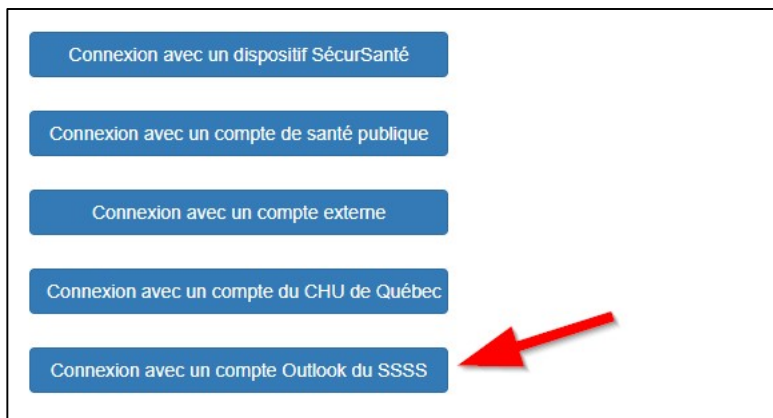 Connexion avec un dispositif SécurSanté
Connexion avec un compte de santé publique
Connexion avec un compte externe
Connexion avec un compte du CHU de Québec
Connexion avec un compte Outlook du SSSS